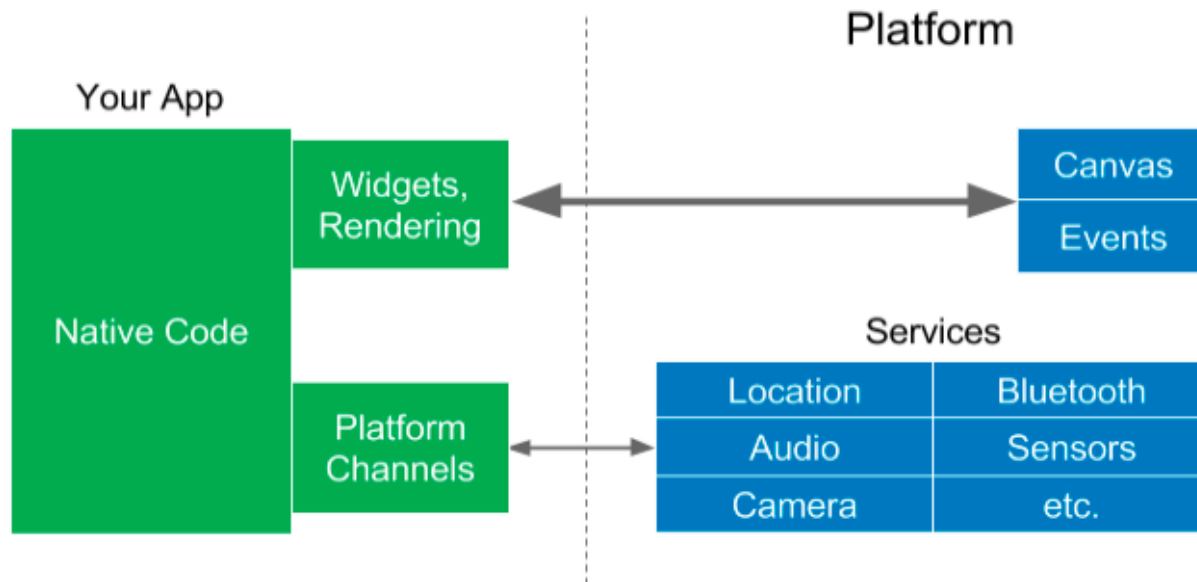 Platform
Your App
Widgets,
Rendering
Canvas
Events
Native Code
Services
Platform
Channels
Location
Bluetooth
Audio
Sensors
Camera
etc.